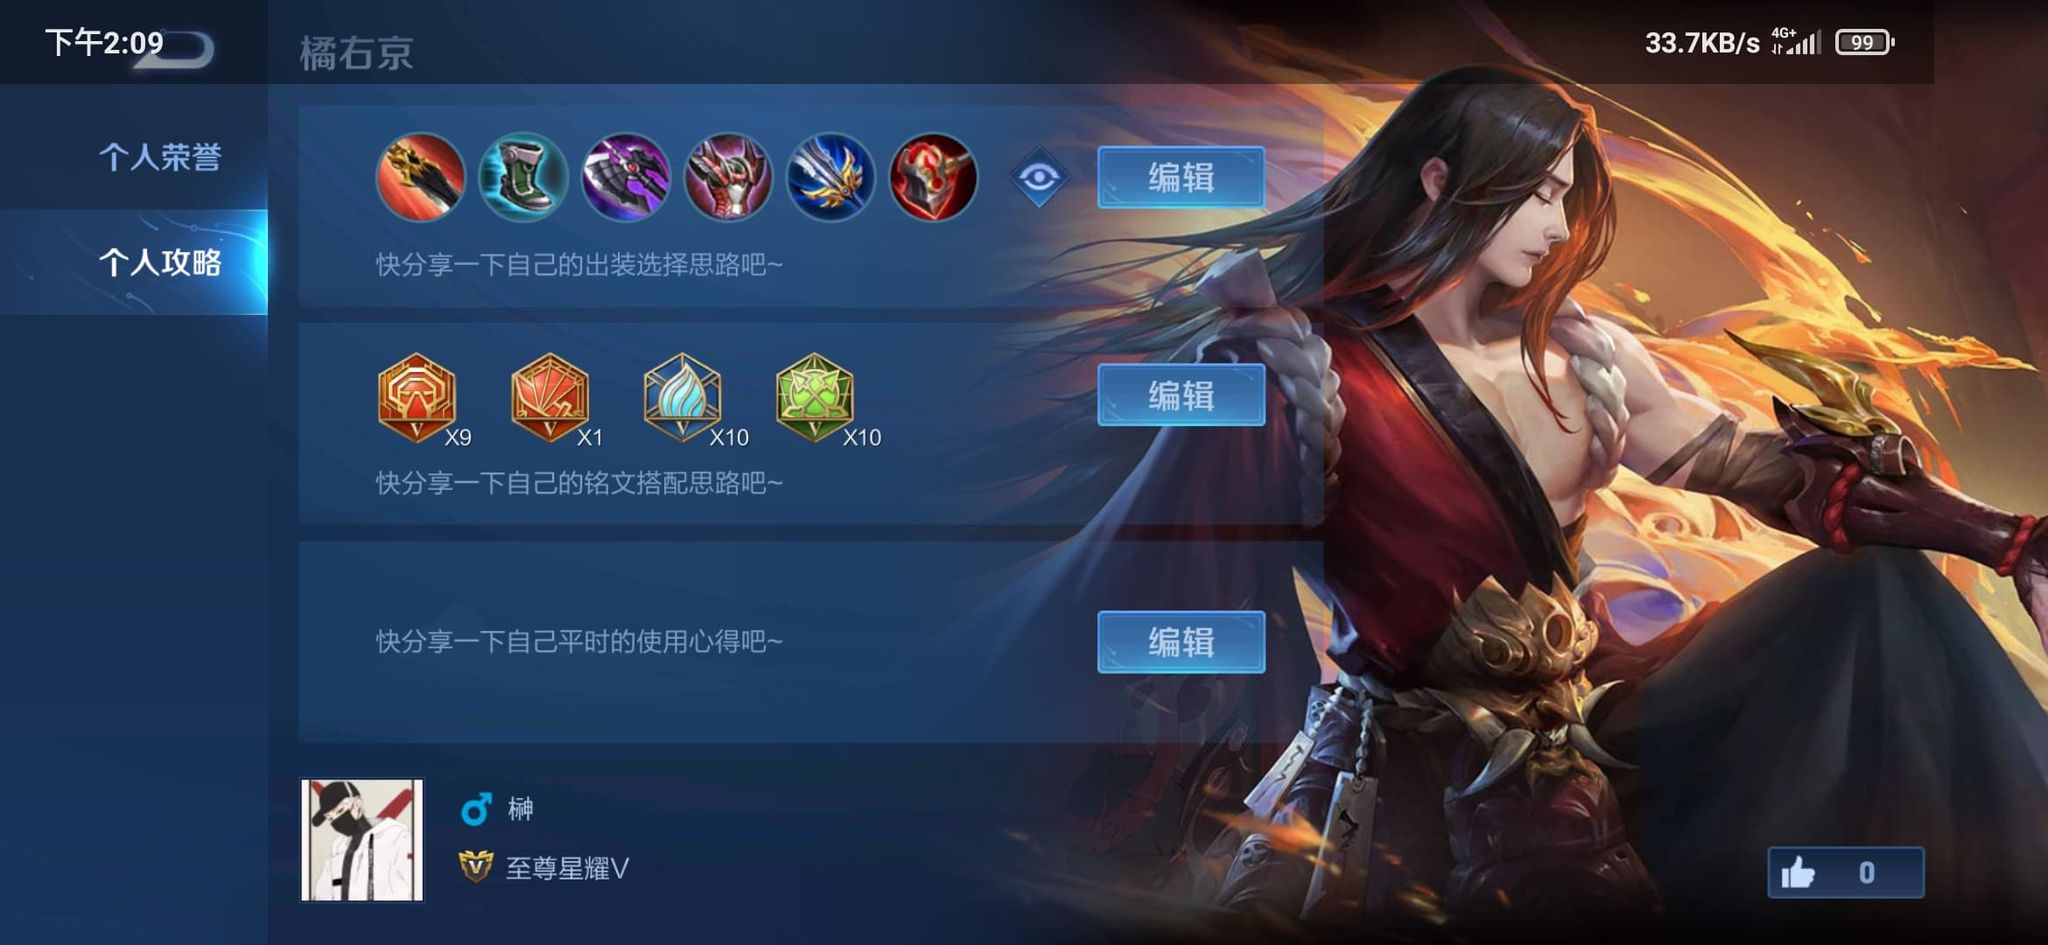 下午2:09
33.7KB/s
4G+
99
橘右京
个人荣誉
个人攻略
编辑
快分享一下自己的出装选择思路吧~
V
V
V
V
X9
X1
X10
X10
编辑
快分享一下自己的铭文搭配思路吧~
快分享一下自己平时的使用心得吧~
编辑
榊
V
至尊星耀V
0